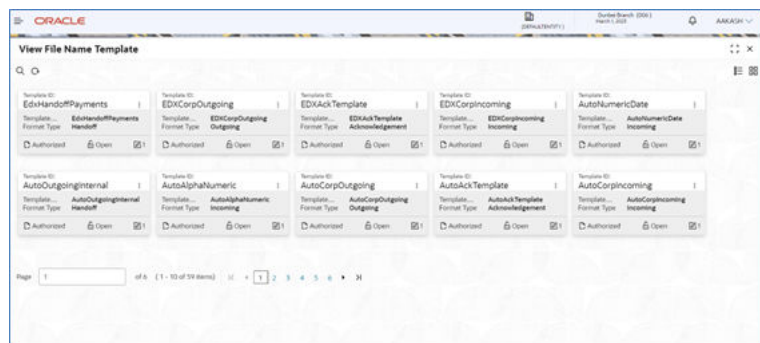 ORACLE
(DEFAULTENTITY)
March 1, 2023
AAKASH
View File Name Template
Template ID: Template ID: Template ID: Template ID: Template ID:
EdxHandoffPayments EDXCorpOutgoing EDXAckTemplate EDXCorpIncoming AutoNumericDate
Template... EdxHandoffPayments Template... EDXCorpOutgoing Template... EDXAckTemplate Template... EDXCorpIncoming Template... AutoNumericDate
Format Type Handoff Format Type Outgoing Format Type Acknowledgement Format Type Incoming Format Type Incoming
Authorized Open 1 Authorized Open 1 Authorized Open 1 Authorized Open 1 Authorized Open 1
Template ID: Template ID: Template ID: Template ID: Template ID:
AutoOutgoingInternal AutoAlphaNumeric AutoCorpOutgoing AutoAckTemplate AutoCorpIncoming
Template... AutoOutgoingInternal Template... AutoAlphaNumeric Template... AutoCorpOutgoing Template... AutoAckTemplate Template... AutoCorpIncoming
Format Type Handoff Format Type Incoming Format Type Outgoing Format Type Acknowledgement Format Type Incoming
Authorized Open 1 Authorized Open 1 Authorized Open 1 Authorized Open 1 Authorized Open 1
Page 1 of 6 (1 - 10 of 59 items) 1 2 3 4 5 6